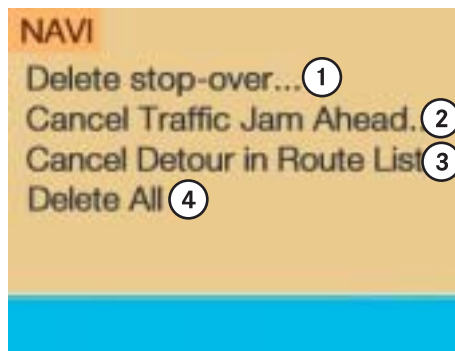 NAVI
Delete stop-over... 1
Cancel Traffic Jam Ahead.. 2
Cancel Detour in Route List 3
Delete All 4